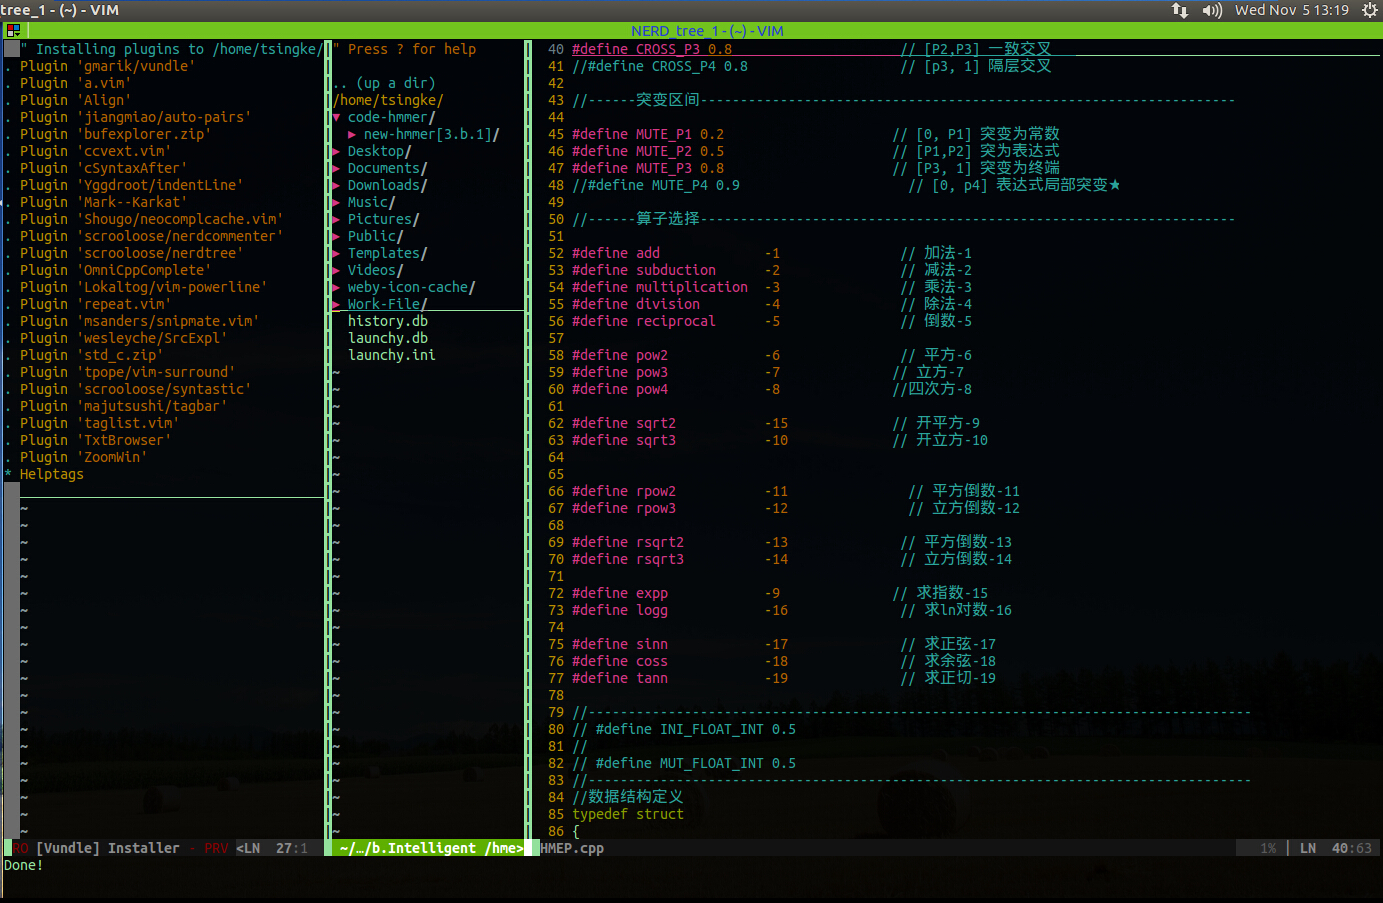 tree_1 - (~) - VIM
Wed Nov 5 13:19
NERD_tree_1 - (~) - VIM
" Installing plugins to /home/tsingke/
. Plugin 'gmarik/vundle'
. Plugin 'a.vim'
. Plugin 'Align'
. Plugin 'jiangmiao/auto-pairs'
. Plugin 'bufexplorer.zip'
. Plugin 'ccvext.vim'
. Plugin 'cSyntaxAfter'
. Plugin 'Yggdroot/indentLine'
. Plugin 'Mark--Karkat'
. Plugin 'Shougo/neocomplcache.vim'
. Plugin 'scrooloose/nerdcommenter'
. Plugin 'scrooloose/nerdtree'
. Plugin 'OmniCppComplete'
. Plugin 'Lokaltog/vim-powerline'
. Plugin 'repeat.vim'
. Plugin 'msanders/snipmate.vim'
. Plugin 'wesleyche/SrcExpl'
. Plugin 'std_c.zip'
. Plugin 'tpope/vim-surround'
. Plugin 'scrooloose/syntastic'
. Plugin 'majutsushi/tagbar'
. Plugin 'taglist.vim'
. Plugin 'TxtBrowser'
. Plugin 'ZoomWin'
* Helptags
" Press ? for help
.. (up a dir)
/home/tsingke/
▼ code-hmmer/
▶ new-hmmer[3.b.1]/
▶ Desktop/
▶ Documents/
▶ Downloads/
▶ Music/
▶ Pictures/
▶ Public/
▶ Templates/
▶ Videos/
▶ weby-icon-cache/
▶ Work-File/
history.db
launchy.db
launchy.ini
40 #define CROSS_P3 0.8 // [P2,P3] 一致交叉
41 //#define CROSS_P4 0.8 // [p3, 1] 隔层交叉
42
43 //------突变区间-------------------------------------------------------------------
44
45 #define MUTE_P1 0.2 // [0, P1] 突变为常数
46 #define MUTE_P2 0.5 // [P1,P2] 突为表达式
47 #define MUTE_P3 0.8 // [P3, 1] 突变为终端
48 //#define MUTE_P4 0.9 // [0, p4] 表达式局部突变★
49
50 //------算子选择-------------------------------------------------------------------
51
52 #define add -1 // 加法-1
53 #define subduction -2 // 减法-2
54 #define multiplication -3 // 乘法-3
55 #define division -4 // 除法-4
56 #define reciprocal -5 // 倒数-5
57
58 #define pow2 -6 // 平方-6
59 #define pow3 -7 // 立方-7
60 #define pow4 -8 //四次方-8
61
62 #define sqrt2 -15 // 开平方-9
63 #define sqrt3 -10 // 开立方-10
64
65
66 #define rpow2 -11 // 平方倒数-11
67 #define rpow3 -12 // 立方倒数-12
68
69 #define rsqrt2 -13 // 平方倒数-13
70 #define rsqrt3 -14 // 立方倒数-14
71
72 #define expp -9 // 求指数-15
73 #define logg -16 // 求ln对数-16
74
75 #define sinn -17 // 求正弦-17
76 #define coss -18 // 求余弦-18
77 #define tann -19 // 求正切-19
78
79 //-----------------------------------------------------------------------------------
80 // #define INI_FLOAT_INT 0.5
81 //
82 // #define MUT_FLOAT_INT 0.5
83 //-----------------------------------------------------------------------------------
84 //数据结构定义
85 typedef struct
86 {
RO [Vundle] Installer - PRV <LN 27:1
~/…/b.Intelligent /hme>
HMEP.cpp 1% | LN 40:63
Done!